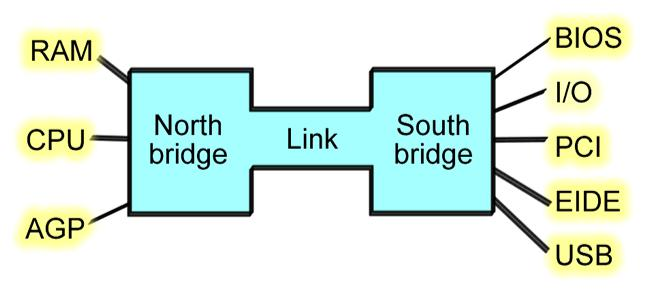 RAM
CPU
AGP
North
bridge
Link
South
bridge
BIOS
I/O
PCI
EIDE
USB